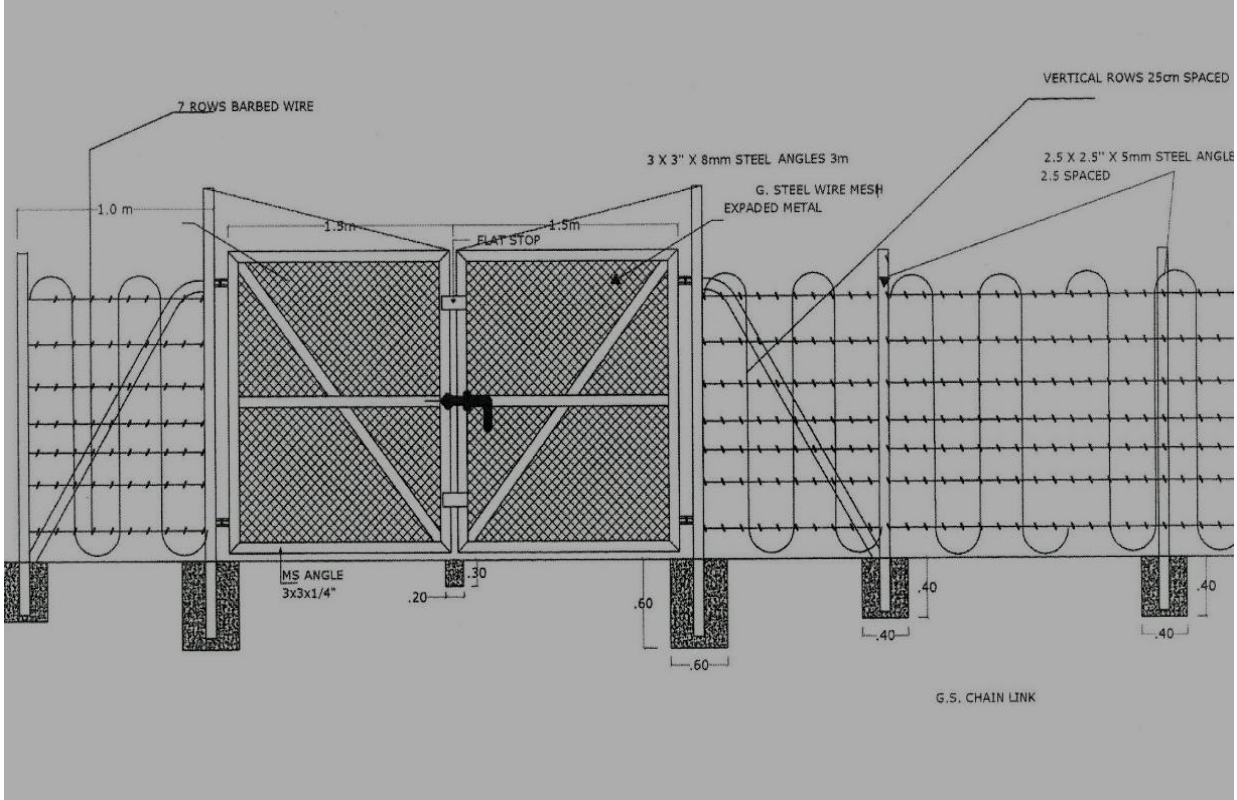 VERTICAL ROWS 25cm SPACED
7 ROWS BARBED WIRE
3 X 3" X 8mm STEEL ANGLES 3m
2.5 X 2.5" X 5mm STEEL ANGLE
2.5 SPACED
G. STEEL WIRE MESH
EXPADED METAL
1.0 m
1.5m
1.5m
FLAT STOP
MS ANGLE
3x3x1/4"
.30
.20
.60
.60
.40
.40
.40
.40
G.S. CHAIN LINK